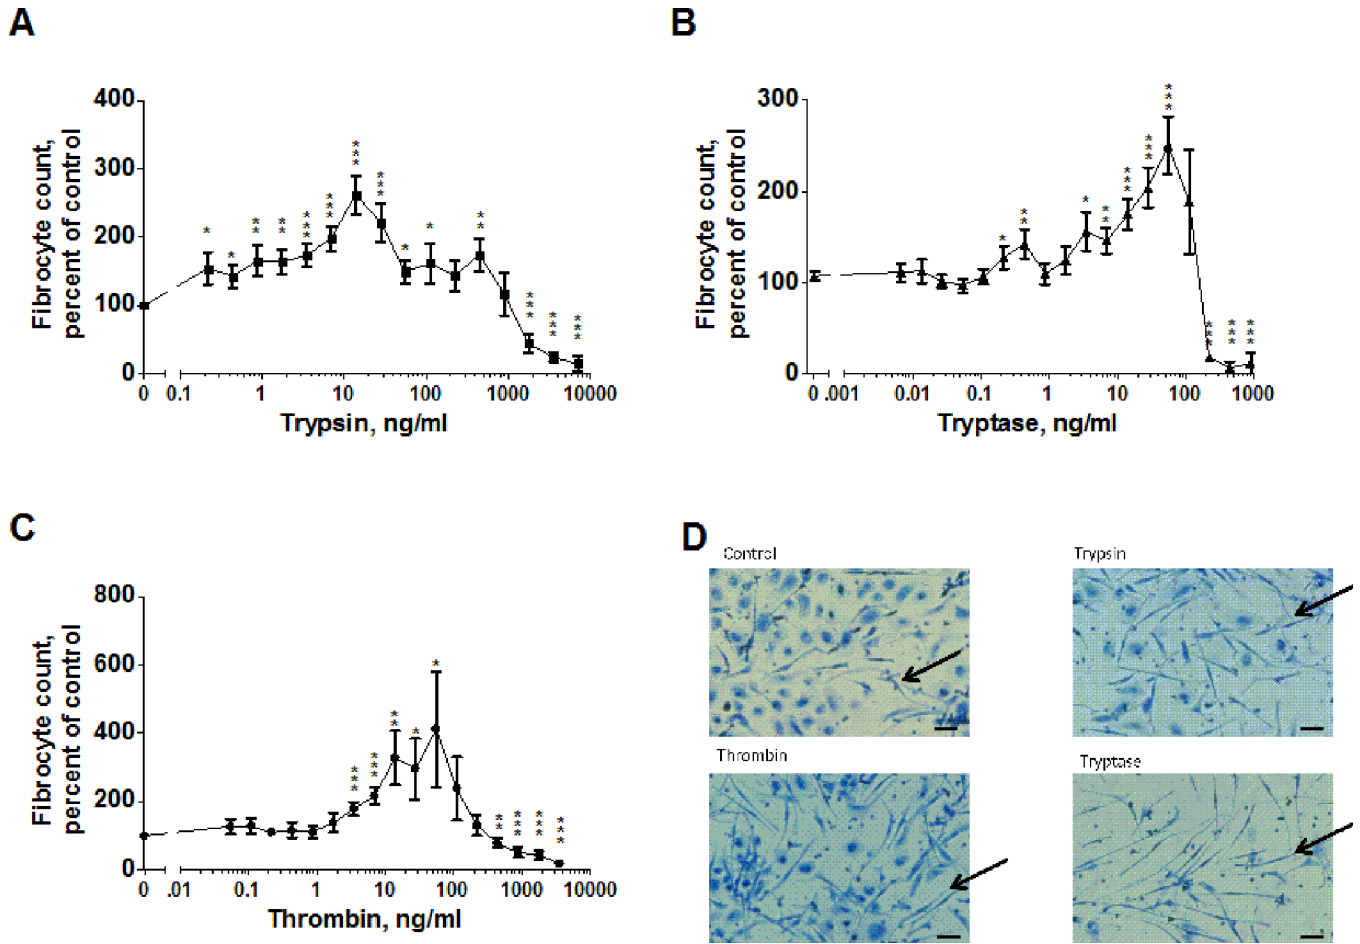 A
400
300
200
100
0
Fibrocyte count,
percent of control
*
*
**
**
***
***
***
***
*
*
**
***
***
***
0 0.1 1 10 100 1000 10000
Trypsin, ng/ml
B
300
200
100
0
Fibrocyte count,
percent of control
*
**
*
**
***
***
***
***
***
***
0 .001 0.01 0.1 1 10 100 1000
Tryptase, ng/ml
C
800
600
400
200
0
Fibrocyte count,
percent of control
***
***
**
*
*
**
***
***
***
0 .01 0.1 1 10 100 1000 10000
Thrombin, ng/ml
D
Control
Trypsin
Thrombin
Tryptase